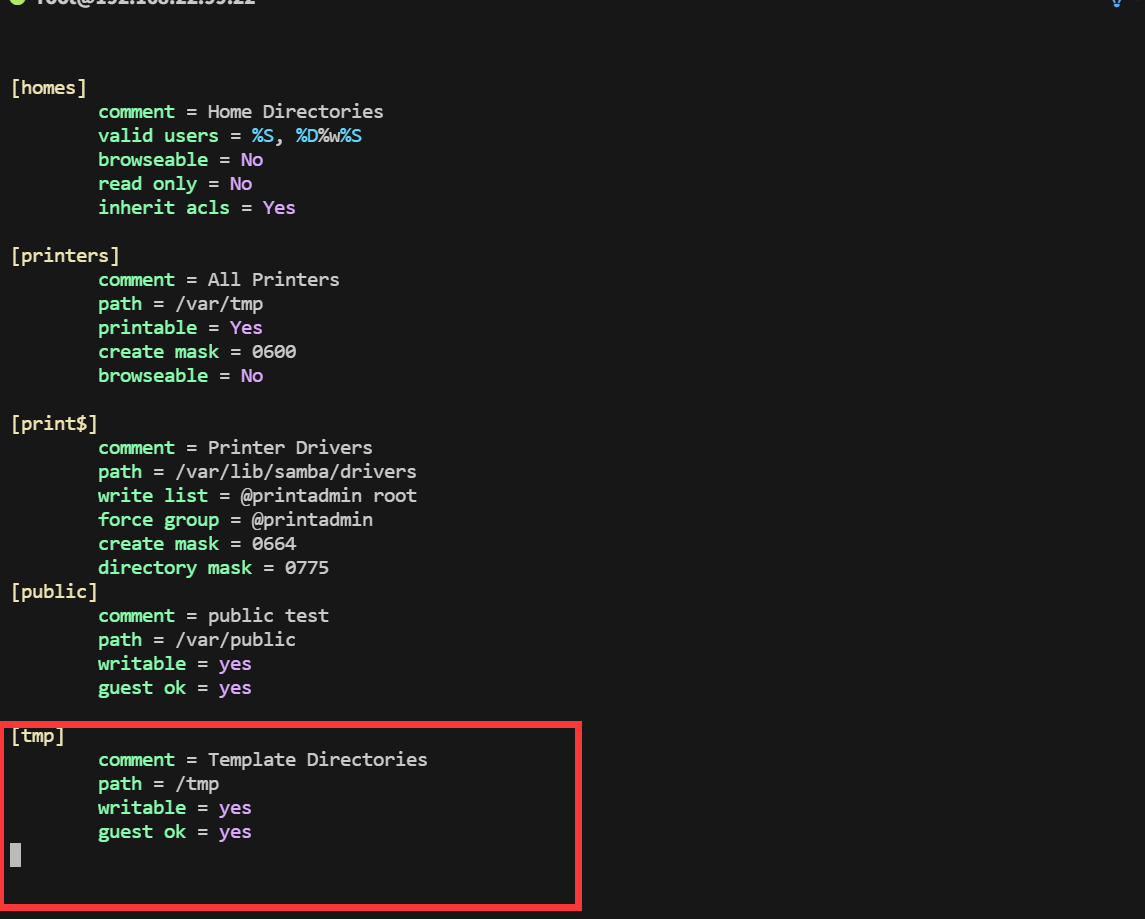 [homes]
comment = Home Directories
valid users = %S, %D%w%S
browseable = No
read only = No
inherit acls = Yes
[printers]
comment = All Printers
path = /var/tmp
printable = Yes
create mask = 0600
browseable = No
[print$]
comment = Printer Drivers
path = /var/lib/samba/drivers
write list = @printadmin root
force group = @printadmin
create mask = 0664
directory mask = 0775
[public]
comment = public test
path = /var/public
writable = yes
guest ok = yes
[tmp]
comment = Template Directories
path = /tmp
writable = yes
guest ok = yes